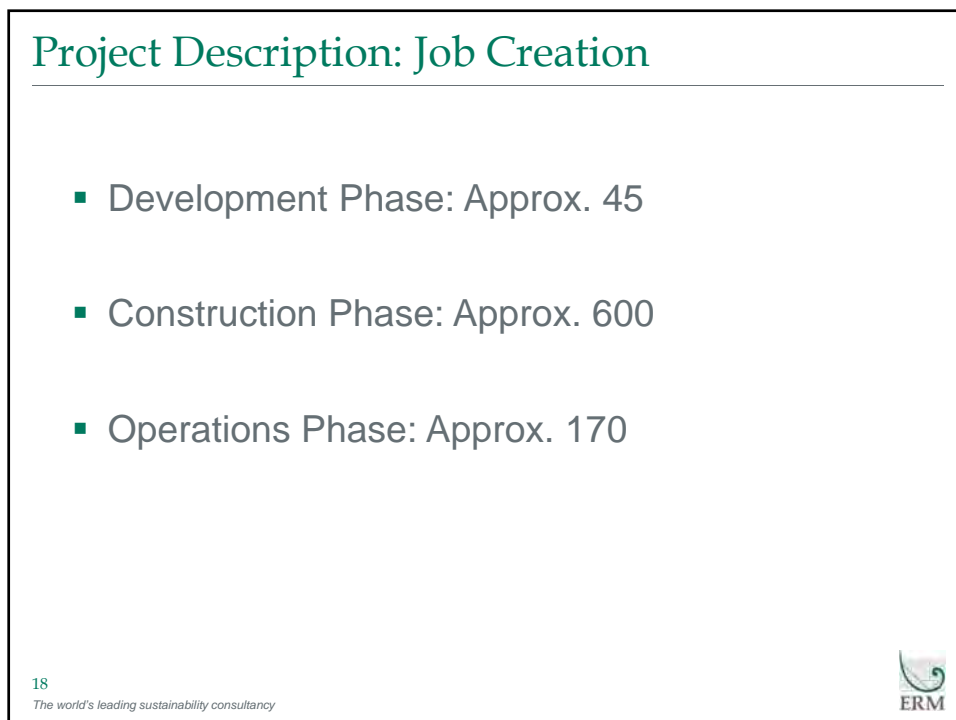 Project Description: Job Creation
▪ Development Phase: Approx. 45
▪ Construction Phase: Approx. 600
▪ Operations Phase: Approx. 170
18
The world's leading sustainability consultancy
ERM